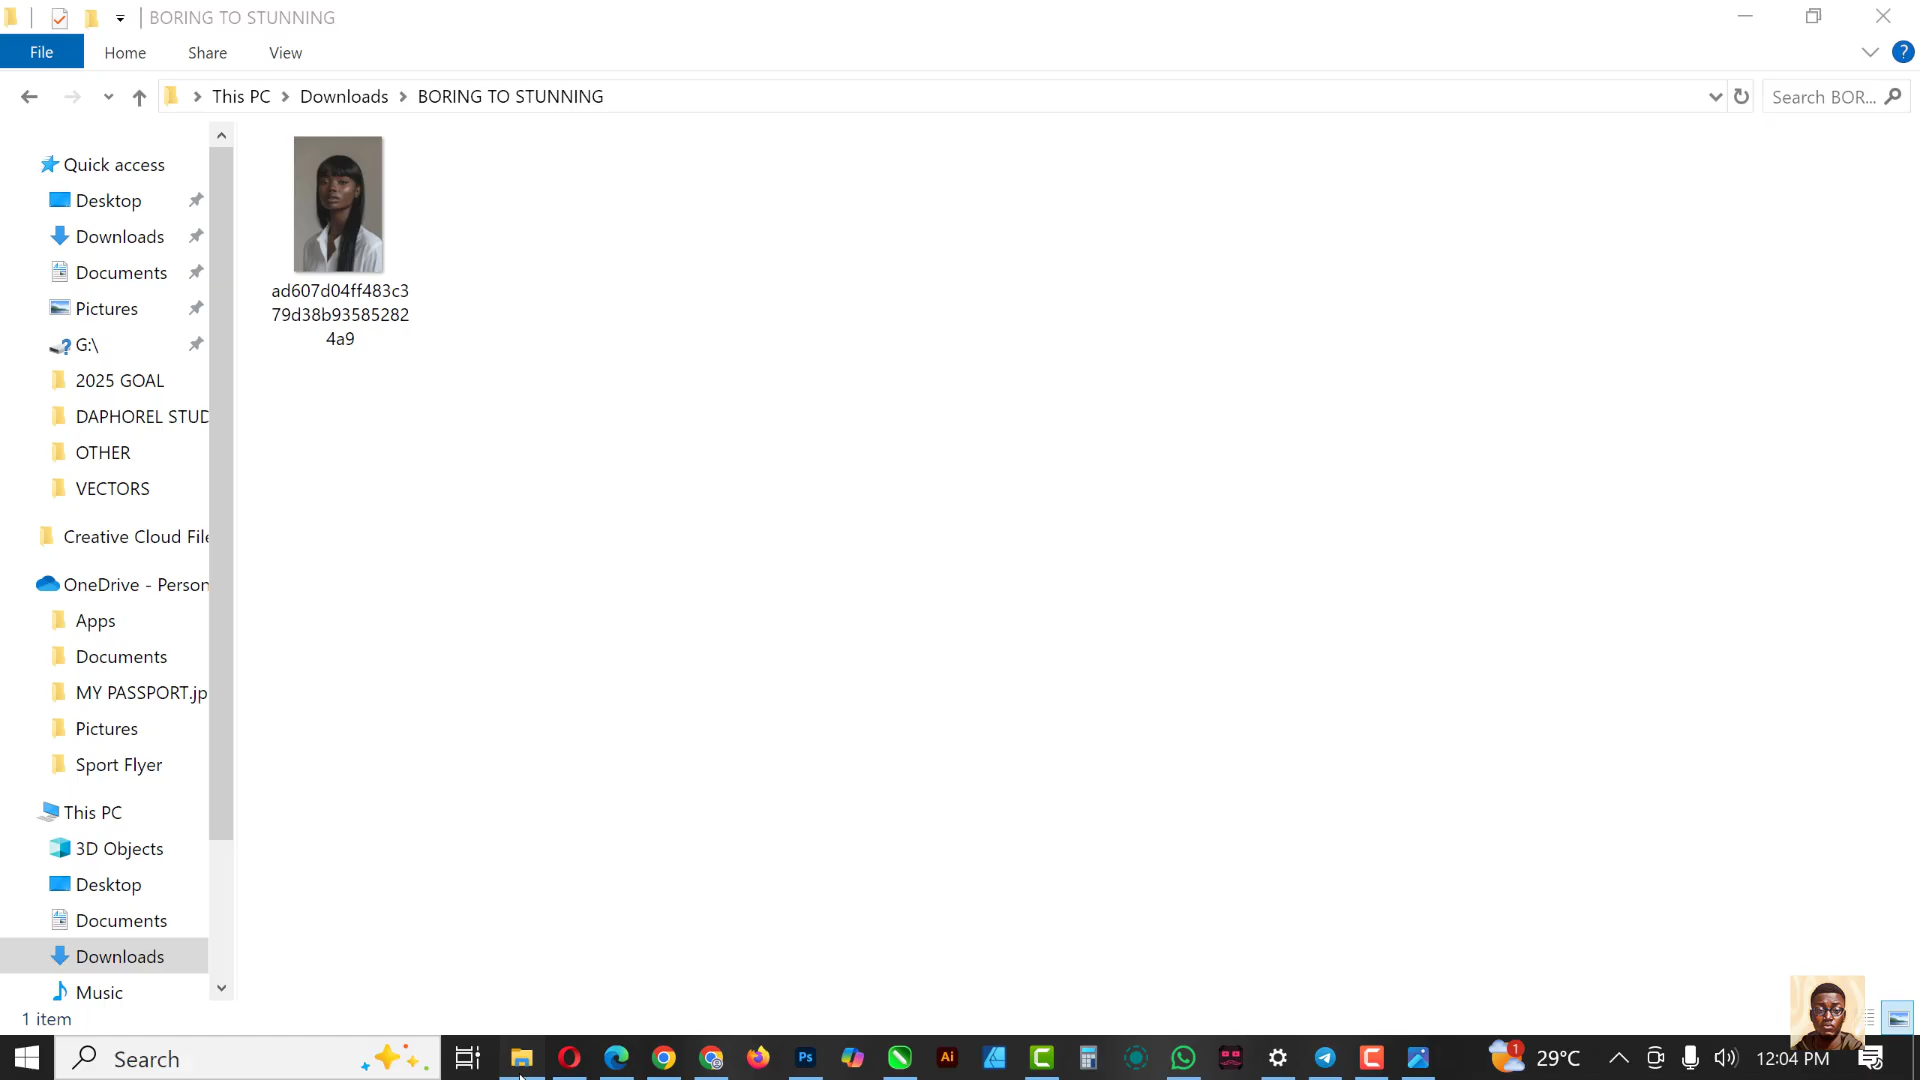 BORING TO STUNNING
File Home Share View
This PC Downloads BORING TO STUNNING
Search BOR...
Quick access
Desktop
Downloads
Documents
Pictures
G:\
2025 GOAL
DAPHOREL STUD
OTHER
VECTORS
Creative Cloud File
OneDrive - Person
Apps
Documents
MY PASSPORT.jp
Pictures
Sport Flyer
This PC
3D Objects
Desktop
Documents
Downloads
Music
ad607d04ff483c3
79d38b93585282
4a9
1 item
Search
Ps
Ai
1
29°C
12:04 PM